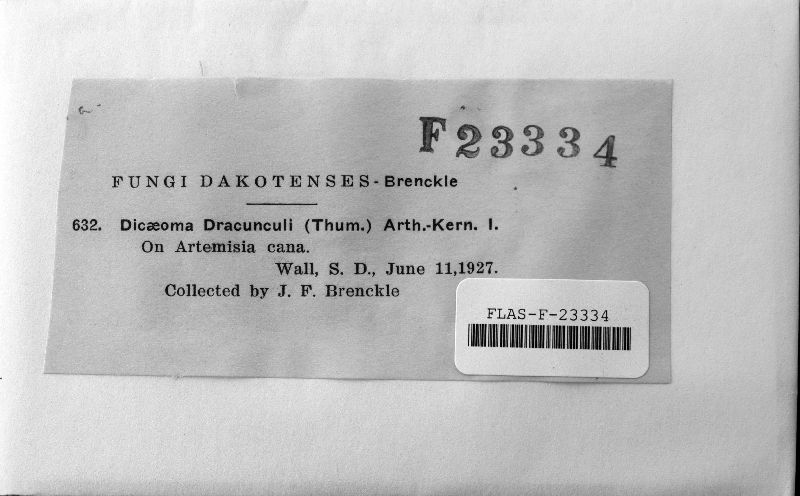 F23334
FUNGI DAKOTENSES - Brenckle
632. Dicæoma Dracunculi (Thum.) Arth.-Kern. I.
On Artemisia cana.
Wall, S. D., June 11,1927.
Collected by J. F. Brenckle
FLAS-F-23334